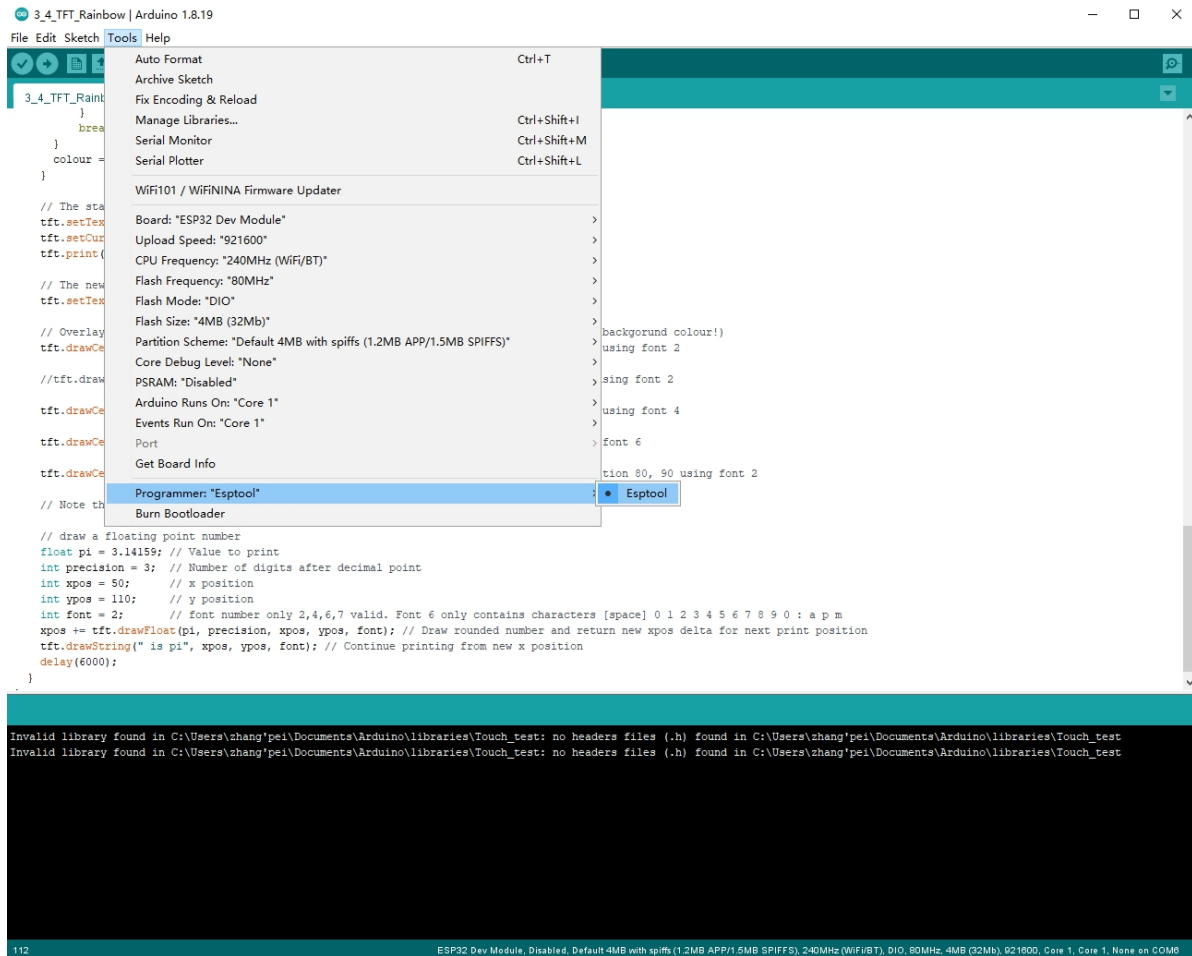 3_4_TFT_Rainbow | Arduino 1.8.19
File Edit Sketch Tools Help
3_4_TFT_Rainb
}
brea
}
colour =
}
// The sta
tft.setTex
tft.setCur
tft.print(
// The new
tft.setTex
// Overlay
tft.drawCe
//tft.draw
tft.drawCe
tft.drawCe
tft.drawCe
// Note th
Auto Format Ctrl+T
Archive Sketch
Fix Encoding & Reload
Manage Libraries... Ctrl+Shift+I
Serial Monitor Ctrl+Shift+M
Serial Plotter Ctrl+Shift+L
WiFi101 / WiFiNINA Firmware Updater
Board: "ESP32 Dev Module"
Upload Speed: "921600"
CPU Frequency: "240MHz (WiFi/BT)"
Flash Frequency: "80MHz"
Flash Mode: "DIO"
Flash Size: "4MB (32Mb)"
Partition Scheme: "Default 4MB with spiffs (1.2MB APP/1.5MB SPIFFS)"
Core Debug Level: "None"
PSRAM: "Disabled"
Arduino Runs On: "Core 1"
Events Run On: "Core 1"
Port
Get Board Info
Programmer: "Esptool"
Burn Bootloader
Esptool
backgorund colour!)
using font 2
sing font 2
using font 4
font 6
tion 80, 90 using font 2
// draw a floating point number
float pi = 3.14159; // Value to print
int precision = 3; // Number of digits after decimal point
int xpos = 50; // x position
int ypos = 110; // y position
int font = 2; // font number only 2,4,6,7 valid. Font 6 only contains characters [space] 0 1 2 3 4 5 6 7 8 9 0 : a p m
xpos += tft.drawFloat(pi, precision, xpos, ypos, font); // Draw rounded number and return new xpos delta for next print position
tft.drawString(" is pi", xpos, ypos, font); // Continue printing from new x position
delay(6000);
}
Invalid library found in C:\Users\zhang'pei\Documents\Arduino\libraries\Touch_test: no headers files (.h) found in C:\Users\zhang'pei\Documents\Arduino\libraries\Touch_test
Invalid library found in C:\Users\zhang'pei\Documents\Arduino\libraries\Touch_test: no headers files (.h) found in C:\Users\zhang'pei\Documents\Arduino\libraries\Touch_test
112
ESP32 Dev Module, Disabled, Default 4MB with spiffs (1.2MB APP/1.5MB SPIFFS), 240MHz (WiFi/BT), DIO, 80MHz, 4MB (32Mb), 921600, Core 1, Core 1, None on COM6